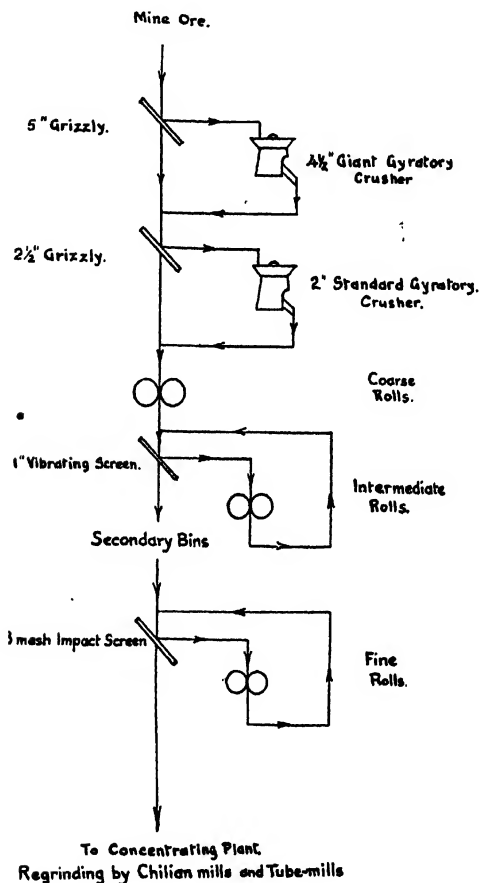 Mine Ore.
5" Grizzly.
4½" Giant Gyratory
Crusher
2½" Grizzly.
2" Standard Gyratory.
Crusher.
Coarse
Rolls.
1" Vibrating Screen.
Intermediate
Rolls.
Secondary Bins
mesh Impact Screen
Fine
Rolls.
To Concentrating Plant.
Regrinding by Chilian mills and Tube-mills